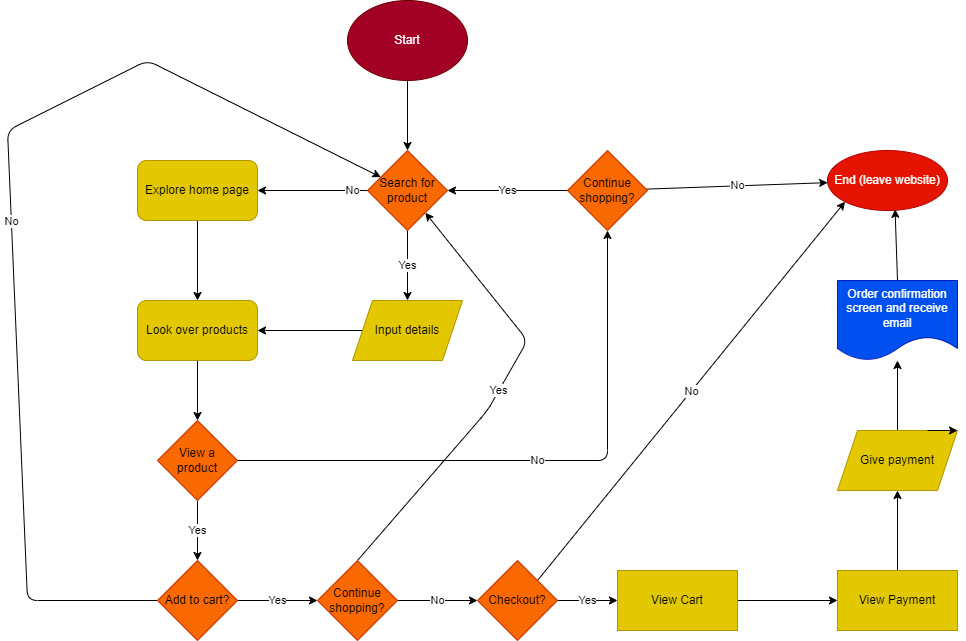 Start
Explore home page
No
Search for
product
Yes
Continue
shopping?
No
End (leave website)
No
Yes
Order confirmation
screen and receive
email
Look over products
Input details
Yes
No
View a
product
No
Give payment
Yes
Add to cart?
Yes
Continue
shopping?
No
Checkout?
Yes
View Cart
View Payment